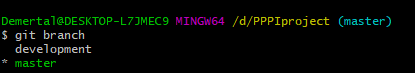 Demertal@DESKTOP-L7JMEC9 MINGW64 /d/PPPIproject (master)
$ git branch
  development
* master